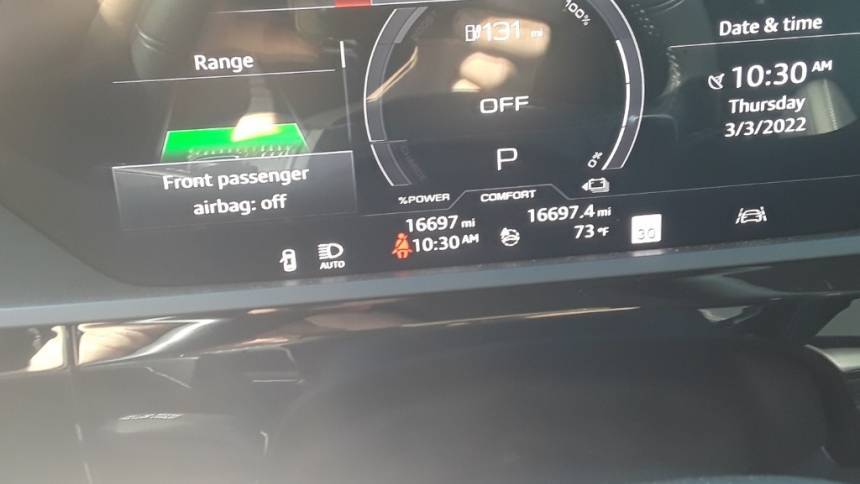 Range
Front passenger
airbag: off
131 mi
100%
OFF
P
0%
%POWER
COMFORT
16697 mi
16697.4 mi
10:30 AM
73 °F
AUTO
30
Date & time
10:30 AM
Thursday
3/3/2022